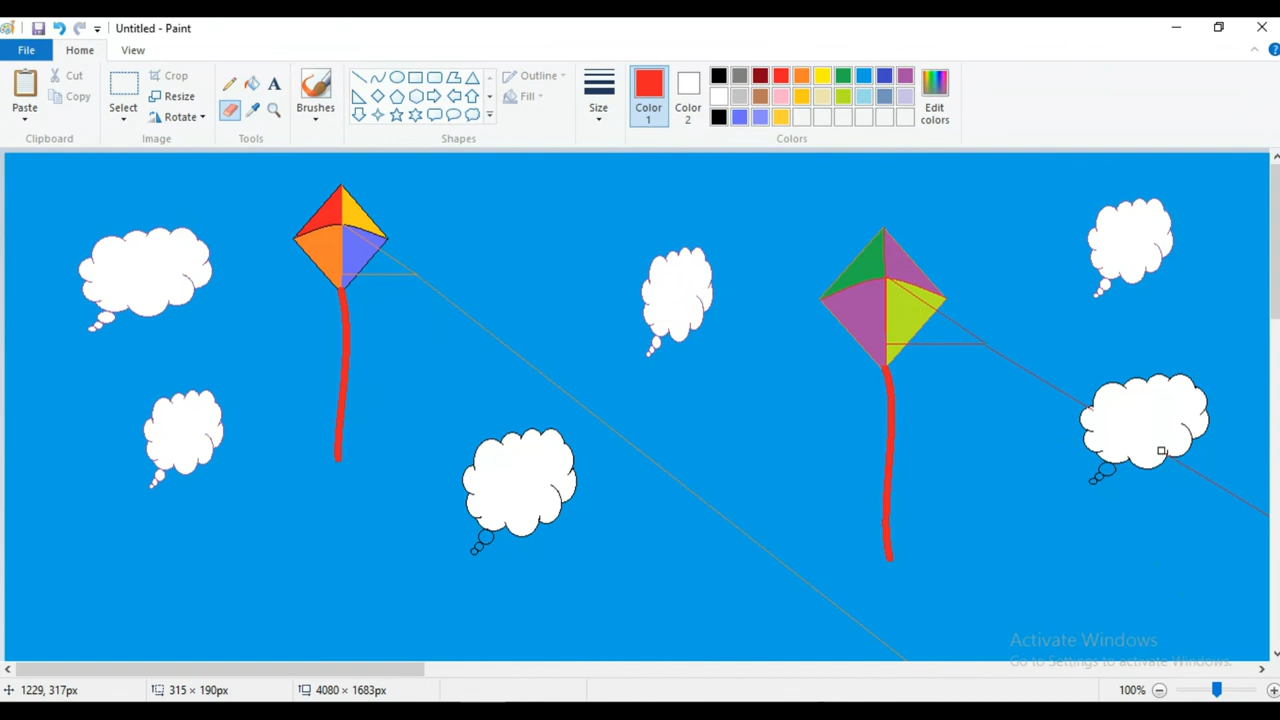 Untitled - Paint
File Home View
Paste
Cut
Copy
Clipboard
Select
Crop
Resize
Rotate
Image
A
Tools
Brushes
Shapes
Outline
Fill
Size
Color 1
Color 2
Edit colors
Colors
Activate Windows
Go to Settings to activate Windows.
1229, 317px
315 × 190px
4080 × 1683px
100%